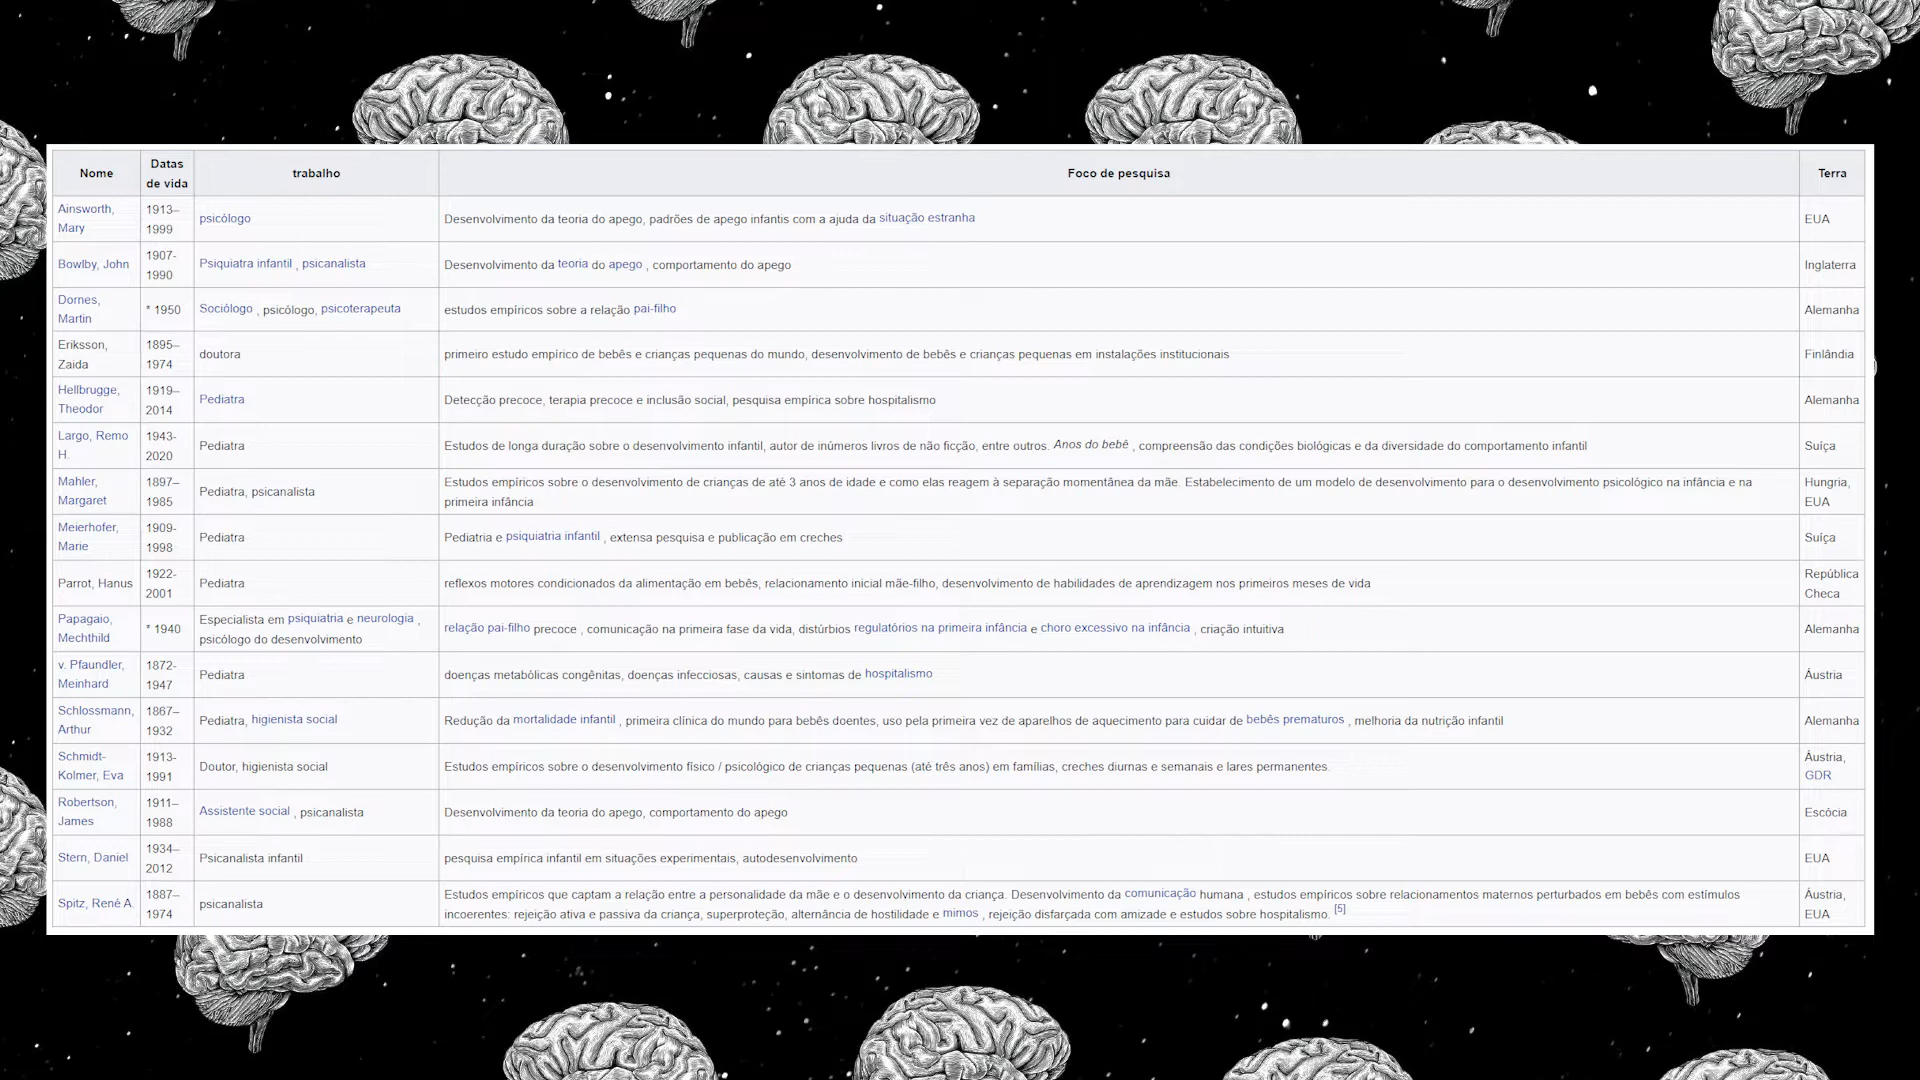 Nome Datas de vida trabalho Foco de pesquisa Terra
Ainsworth, Mary 1913–1999 psicólogo Desenvolvimento da teoria do apego, padrões de apego infantis com a ajuda da situação estranha EUA
Bowlby, John 1907-1990 Psiquiatra infantil , psicanalista Desenvolvimento da teoria do apego , comportamento do apego Inglaterra
Dornes, Martin * 1950 Sociólogo , psicólogo, psicoterapeuta estudos empíricos sobre a relação pai-filho Alemanha
Eriksson, Zaida 1895–1974 doutora primeiro estudo empírico de bebês e crianças pequenas do mundo, desenvolvimento de bebês e crianças pequenas em instalações institucionais Finlândia
Hellbrugge, Theodor 1919–2014 Pediatra Detecção precoce, terapia precoce e inclusão social, pesquisa empírica sobre hospitalismo Alemanha
Largo, Remo H. 1943-2020 Pediatra Estudos de longa duração sobre o desenvolvimento infantil, autor de inúmeros livros de não ficção, entre outros. Anos do bebê , compreensão das condições biológicas e da diversidade do comportamento infantil Suíça
Mahler, Margaret 1897–1985 Pediatra, psicanalista Estudos empíricos sobre o desenvolvimento de crianças de até 3 anos de idade e como elas reagem à separação momentânea da mãe. Estabelecimento de um modelo de desenvolvimento para o desenvolvimento psicológico na infância e na primeira infância Hungria, EUA
Meierhofer, Marie 1909-1998 Pediatra Pediatria e psiquiatria infantil , extensa pesquisa e publicação em creches Suíça
Parrot, Hanus 1922-2001 Pediatra reflexos motores condicionados da alimentação em bebês, relacionamento inicial mãe-filho, desenvolvimento de habilidades de aprendizagem nos primeiros meses de vida República Checa
Papagaio, Mechthild * 1940 Especialista em psiquiatria e neurologia , psicólogo do desenvolvimento relação pai-filho precoce , comunicação na primeira fase da vida, distúrbios regulatórios na primeira infância e choro excessivo na infância , criação intuitiva Alemanha
v. Pfaundler, Meinhard 1872-1947 Pediatra doenças metabólicas congênitas, doenças infecciosas, causas e sintomas de hospitalismo Áustria
Schlossmann, Arthur 1867–1932 Pediatra, higienista social Redução da mortalidade infantil , primeira clínica do mundo para bebês doentes, uso pela primeira vez de aparelhos de aquecimento para cuidar de bebês prematuros , melhoria da nutrição infantil Alemanha
Schmidt-Kolmer, Eva 1913-1991 Doutor, higienista social Estudos empíricos sobre o desenvolvimento físico / psicológico de crianças pequenas (até três anos) em famílias, creches diurnas e semanais e lares permanentes. Áustria, GDR
Robertson, James 1911–1988 Assistente social , psicanalista Desenvolvimento da teoria do apego, comportamento do apego Escócia
Stern, Daniel 1934–2012 Psicanalista infantil pesquisa empírica infantil em situações experimentais, autodesenvolvimento EUA
Spitz, René A. 1887–1974 psicanalista Estudos empíricos que captam a relação entre a personalidade da mãe e o desenvolvimento da criança. Desenvolvimento da comunicação humana , estudos empíricos sobre relacionamentos maternos perturbados em bebês com estímulos incoerentes: rejeição ativa e passiva da criança, superproteção, alternância de hostilidade e mimos , rejeição disfarçada com amizade e estudos sobre hospitalismo. [5] Áustria, EUA